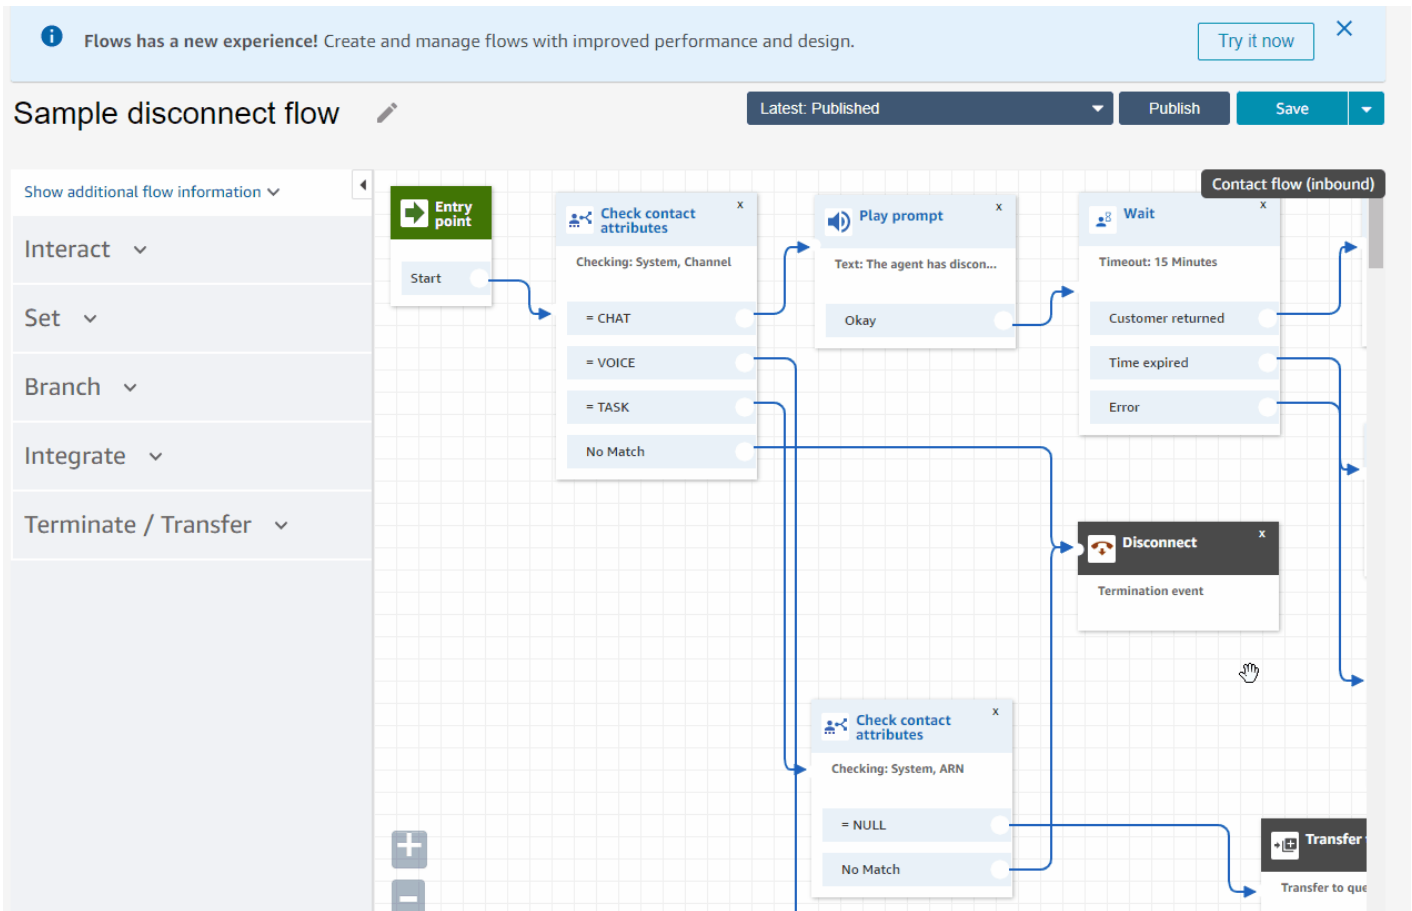 Flows has a new experience! Create and manage flows with improved performance and design.
Try it now
Sample disconnect flow
Latest: Published
Publish
Save
Show additional flow information
Contact flow (inbound)
Interact
Set
Branch
Integrate
Terminate / Transfer
Entry
point
Start
Check contact
attributes
x
Checking: System, Channel
= CHAT
= VOICE
= TASK
No Match
Play prompt
x
Text: The agent has discon...
Okay
Wait
x
Timeout: 15 Minutes
Customer returned
Time expired
Error
Disconnect
x
Termination event
Check contact
attributes
x
Checking: System, ARN
= NULL
No Match
Transfer
Transfer to que